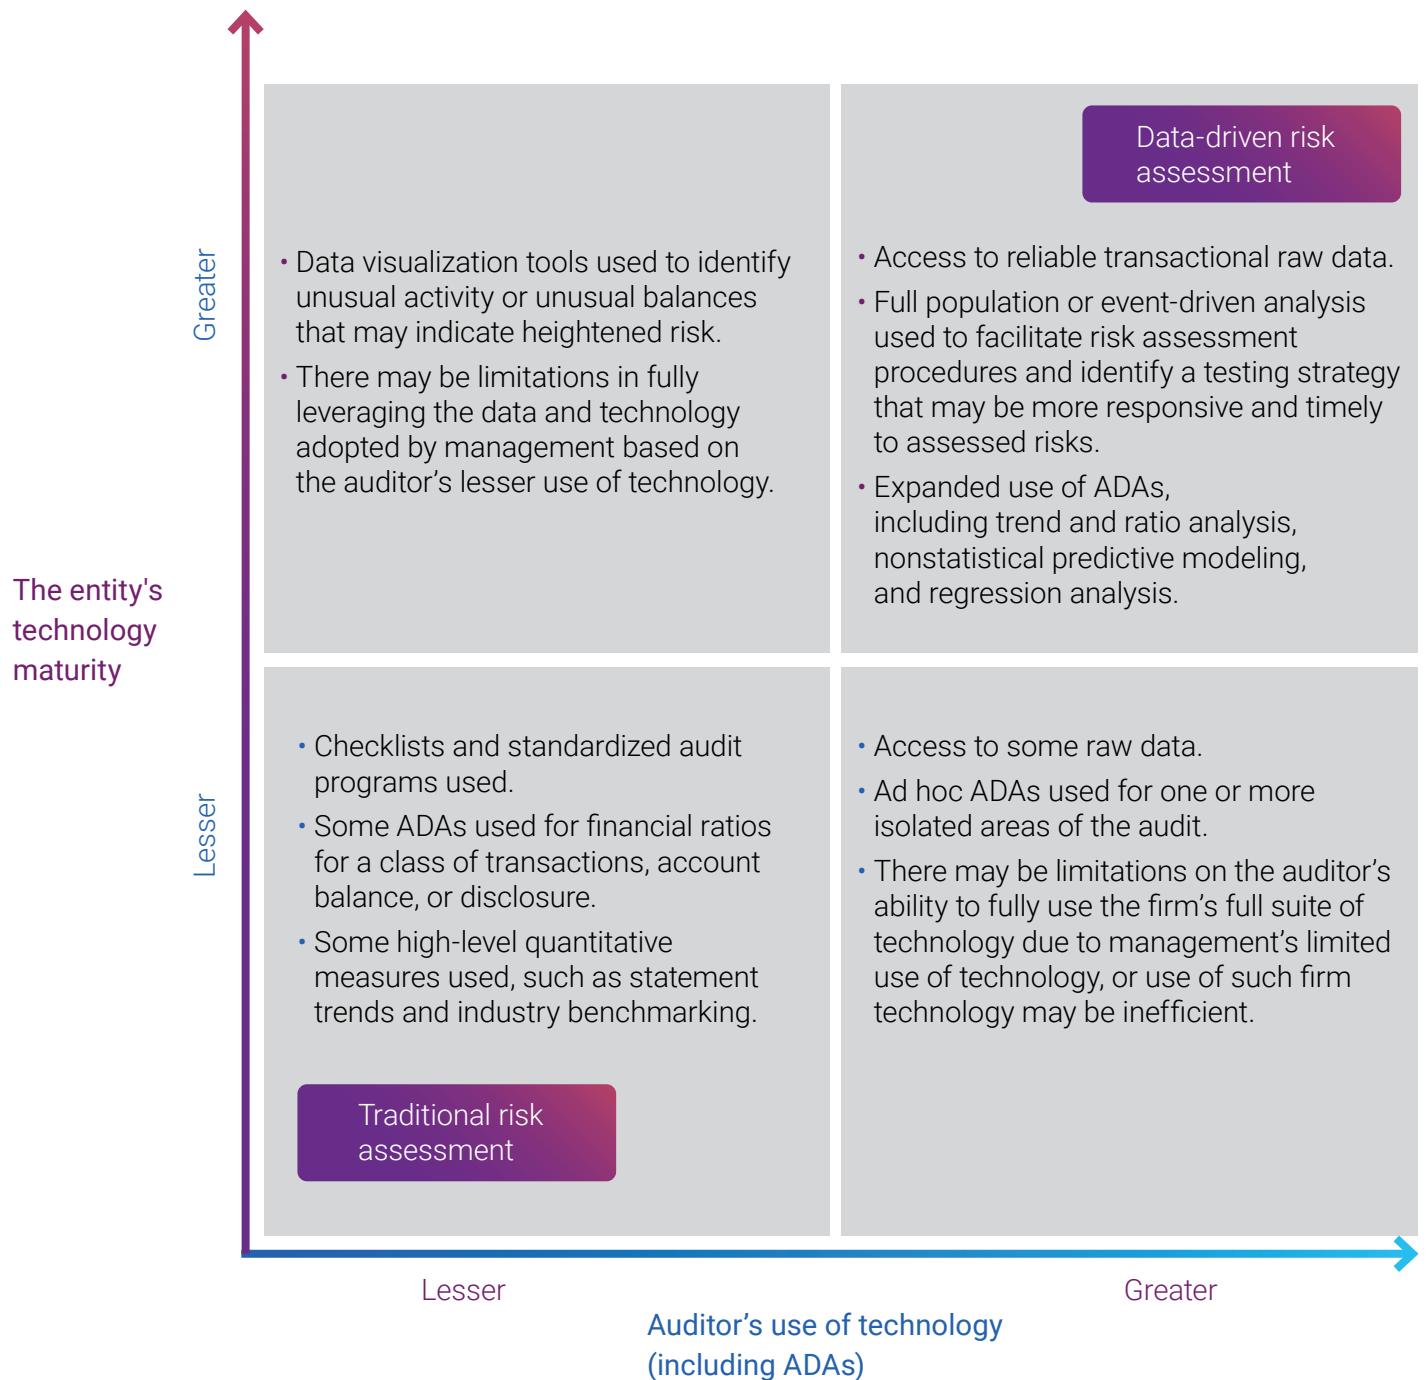 Data-driven risk
assessment
Greater
• Data visualization tools used to identify
unusual activity or unusual balances
that may indicate heightened risk.
• There may be limitations in fully
leveraging the data and technology
adopted by management based on
the auditor’s lesser use of technology.
• Access to reliable transactional raw data.
• Full population or event-driven analysis
used to facilitate risk assessment
procedures and identify a testing strategy
that may be more responsive and timely
to assessed risks.
• Expanded use of ADAs,
including trend and ratio analysis,
nonstatistical predictive modeling,
and regression analysis.
The entity's
technology
maturity
Lesser
• Checklists and standardized audit
programs used.
• Some ADAs used for financial ratios
for a class of transactions, account
balance, or disclosure.
• Some high-level quantitative
measures used, such as statement
trends and industry benchmarking.
Traditional risk
assessment
• Access to some raw data.
• Ad hoc ADAs used for one or more
isolated areas of the audit.
• There may be limitations on the auditor’s
ability to fully use the firm’s full suite of
technology due to management’s limited
use of technology, or use of such firm
technology may be inefficient.
Lesser
Greater
Auditor’s use of technology
(including ADAs)